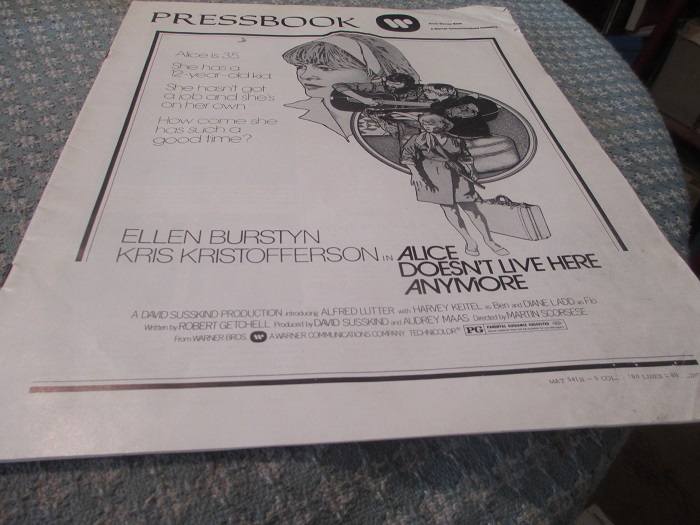 PRESSBOOK
Alice is 35.
She has a
12-year-old kid.
She hasn't got
a job and she's
on her own.
How come she
has such a
good time?
ELLEN BURSTYN
KRIS KRISTOFFERSON IN ALICE
DOESN'T LIVE HERE
ANYMORE
A DAVID SUSSKIND PRODUCTION introducing ALFRED LUTTER with HARVEY KEITEL as Ben and DIANE LADD as Flo
Written by ROBERT GETCHELL Produced by DAVID SUSSKIND and AUDREY MAAS Directed by MARTIN SCORSESE
From WARNER BROS. A WARNER COMMUNICATIONS COMPANY TECHNICOLOR® PG PARENTAL GUIDANCE SUGGESTED